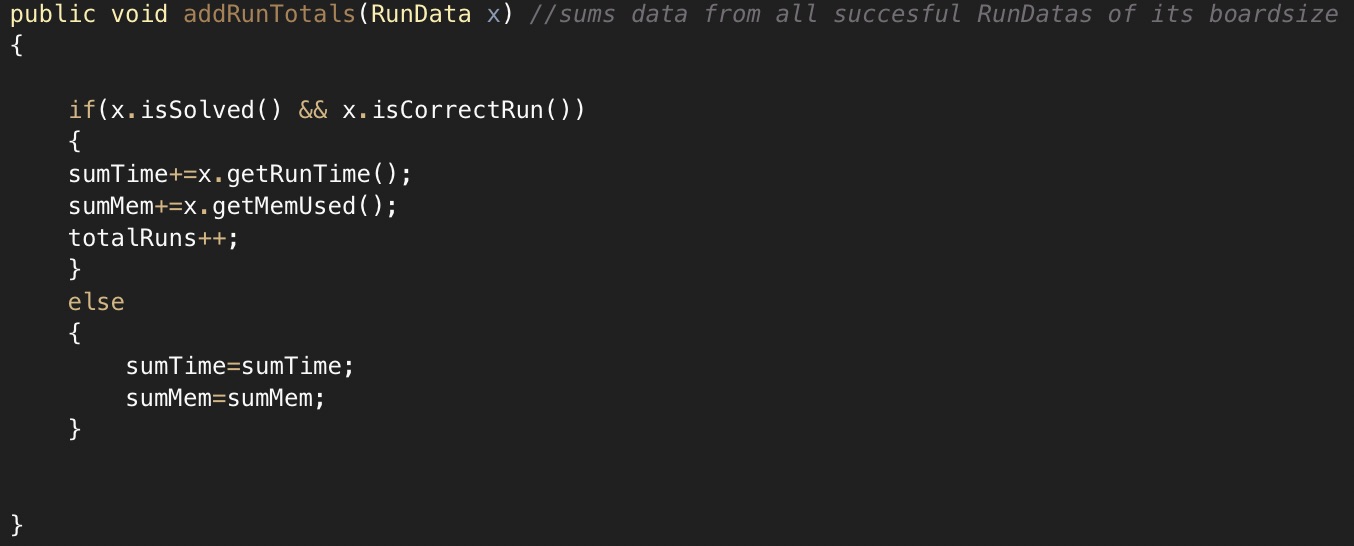 public void addRunTotals(RunData x) //sums data from all succesful RunDatas of its boardsize
{
if(x.isSolved() && x.isCorrectRun())
{
sumTime+=x.getRunTime();
sumMem+=x.getMemUsed();
totalRuns++;
}
else
{
sumTime=sumTime;
sumMem=sumMem;
}
}